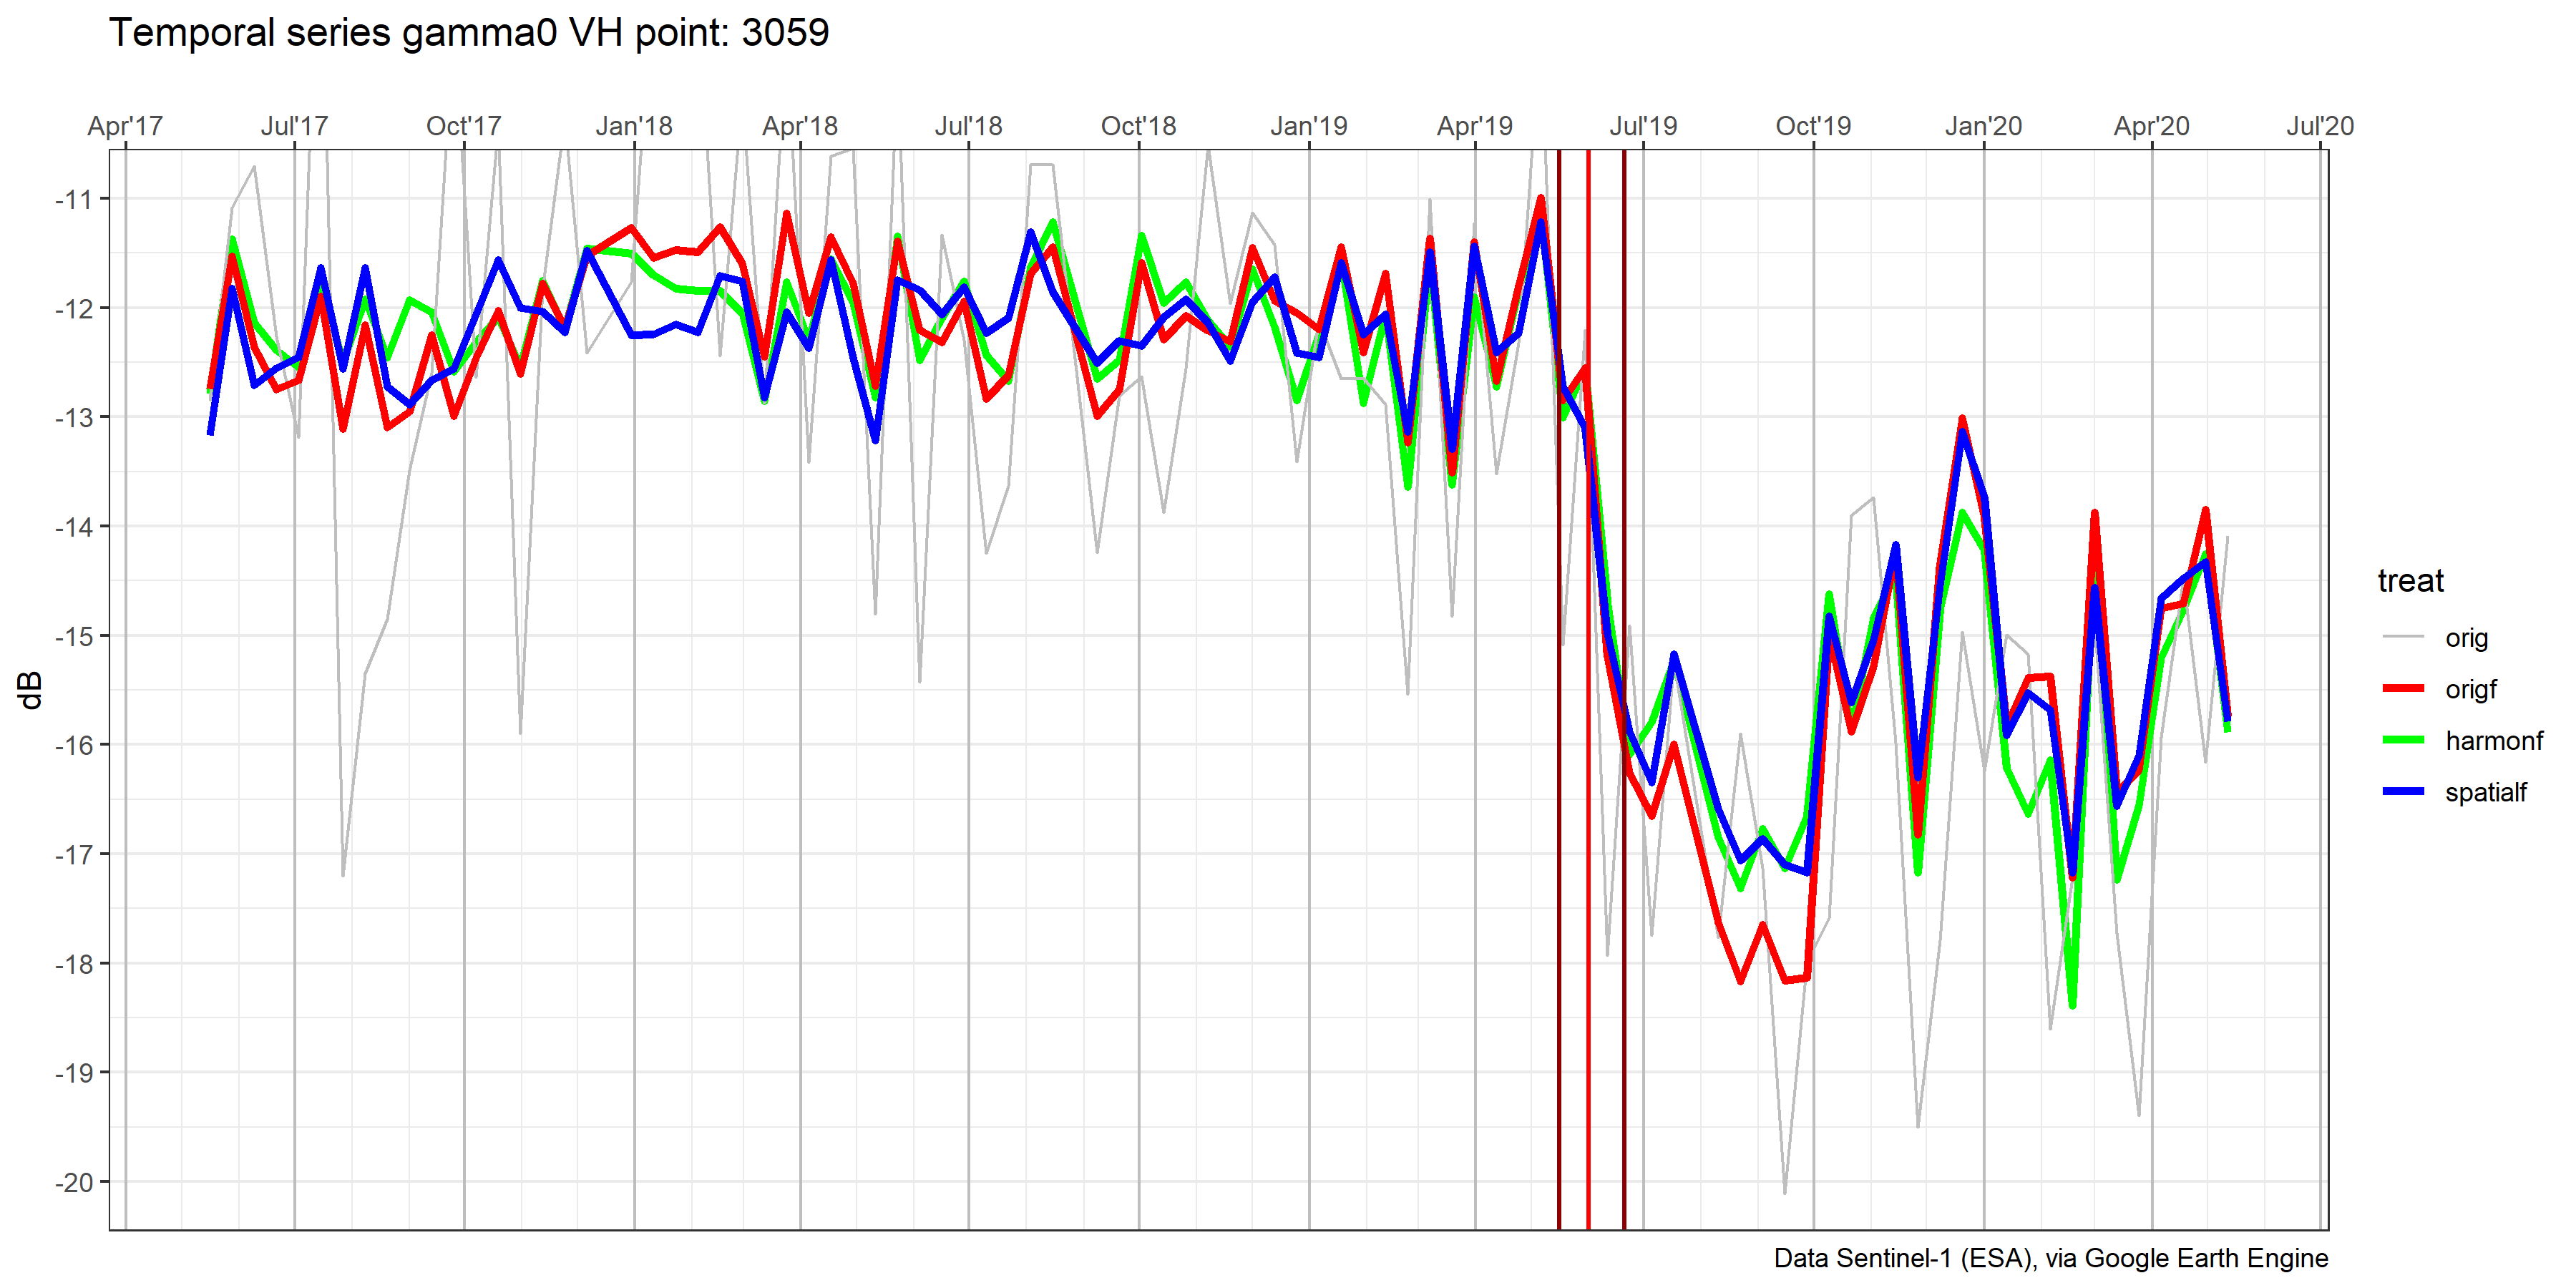 Temporal series gamma0 VH point: 3059
Apr'17 Jul'17 Oct'17 Jan'18 Apr'18 Jul'18 Oct'18 Jan'19 Apr'19 Jul'19 Oct'19 Jan'20 Apr'20 Jul'20
-11
-12
-13
-14
-15
-16
-17
-18
-19
-20
dB
treat
orig
origf
harmonf
spatialf
Data Sentinel-1 (ESA), via Google Earth Engine